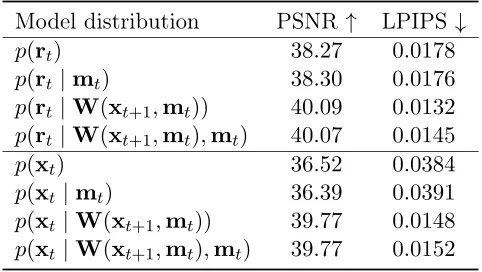 Model distribution PSNR ↑ LPIPS ↓
p(r_t) 38.27 0.0178
p(r_t | m_t) 38.30 0.0176
p(r_t | W(x_{t+1}, m_t)) 40.09 0.0132
p(r_t | W(x_{t+1}, m_t), m_t) 40.07 0.0145
p(x_t) 36.52 0.0384
p(x_t | m_t) 36.39 0.0391
p(x_t | W(x_{t+1}, m_t)) 39.77 0.0148
p(x_t | W(x_{t+1}, m_t), m_t) 39.77 0.0152